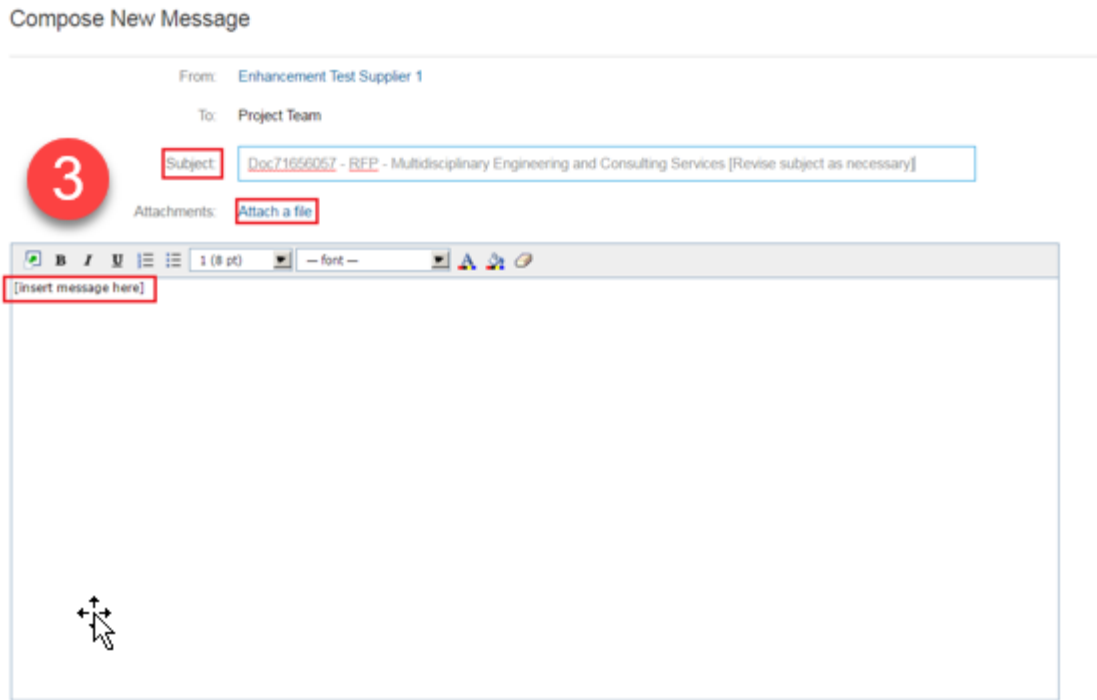 Compose New Message
From: Enhancement Test Supplier 1
To: Project Team
3
Subject: Doc71656057 - RFP - Multidisciplinary Engineering and Consulting Services [Revise subject as necessary]
Attachments: Attach a file
B I U 1 (8 pt) — font — A
[insert message here]